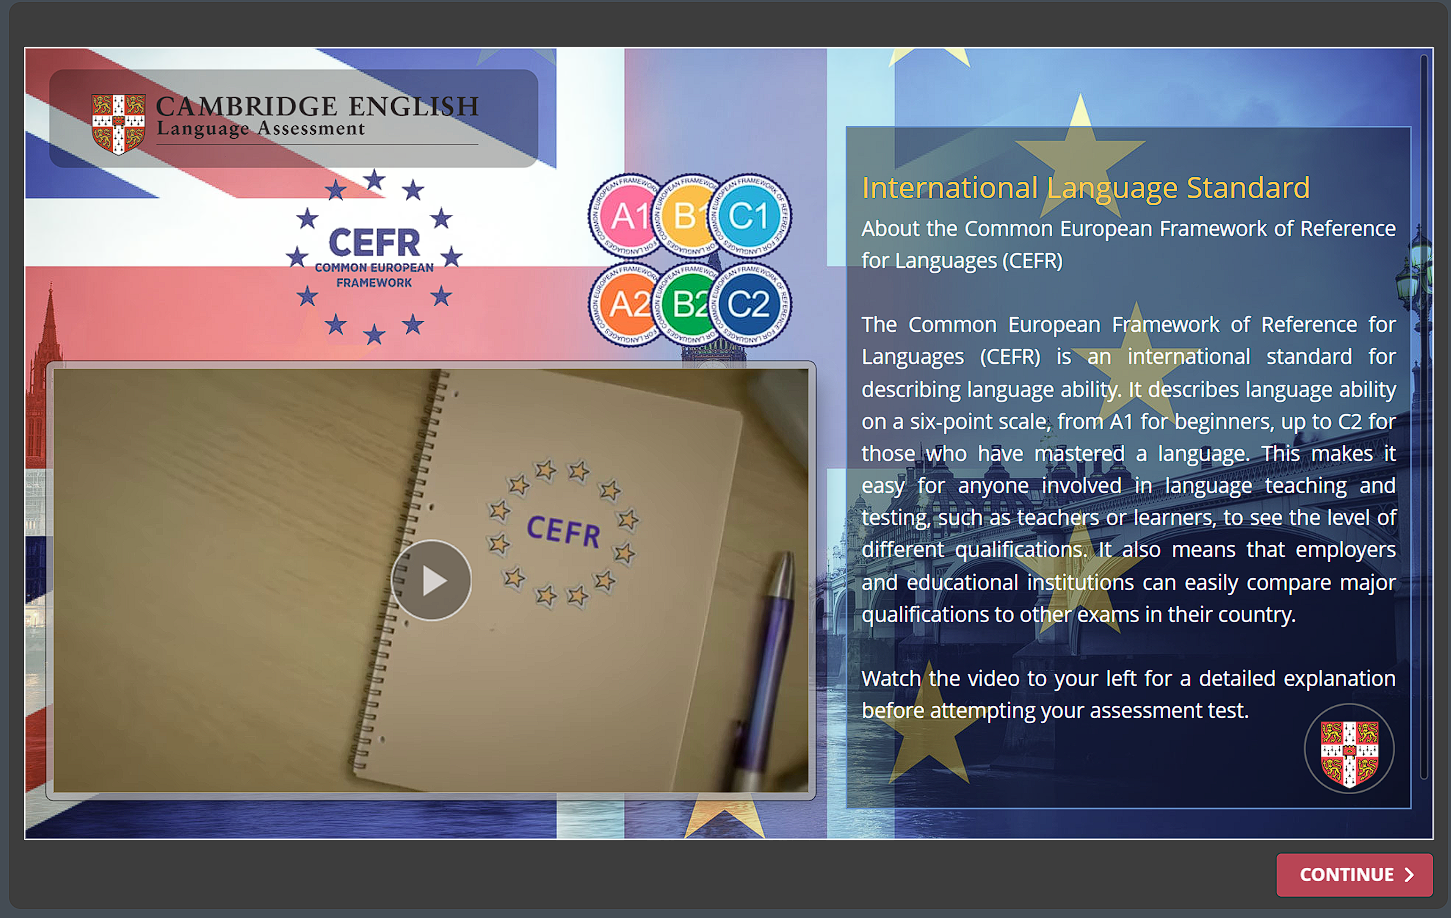 CAMBRIDGE ENGLISH
Language Assessment
CEFR
COMMON EUROPEAN
FRAMEWORK
A1
B1
C1
A2
B2
C2
CEFR
International Language Standard
About the Common European Framework of Reference
for Languages (CEFR)
The Common European Framework of Reference for
Languages (CEFR) is an international standard for
describing language ability. It describes language ability
on a six-point scale, from A1 for beginners, up to C2 for
those who have mastered a language. This makes it
easy for anyone involved in language teaching and
testing, such as teachers or learners, to see the level of
different qualifications. It also means that employers
and educational institutions can easily compare major
qualifications to other exams in their country.
Watch the video to your left for a detailed explanation
before attempting your assessment test.
CONTINUE